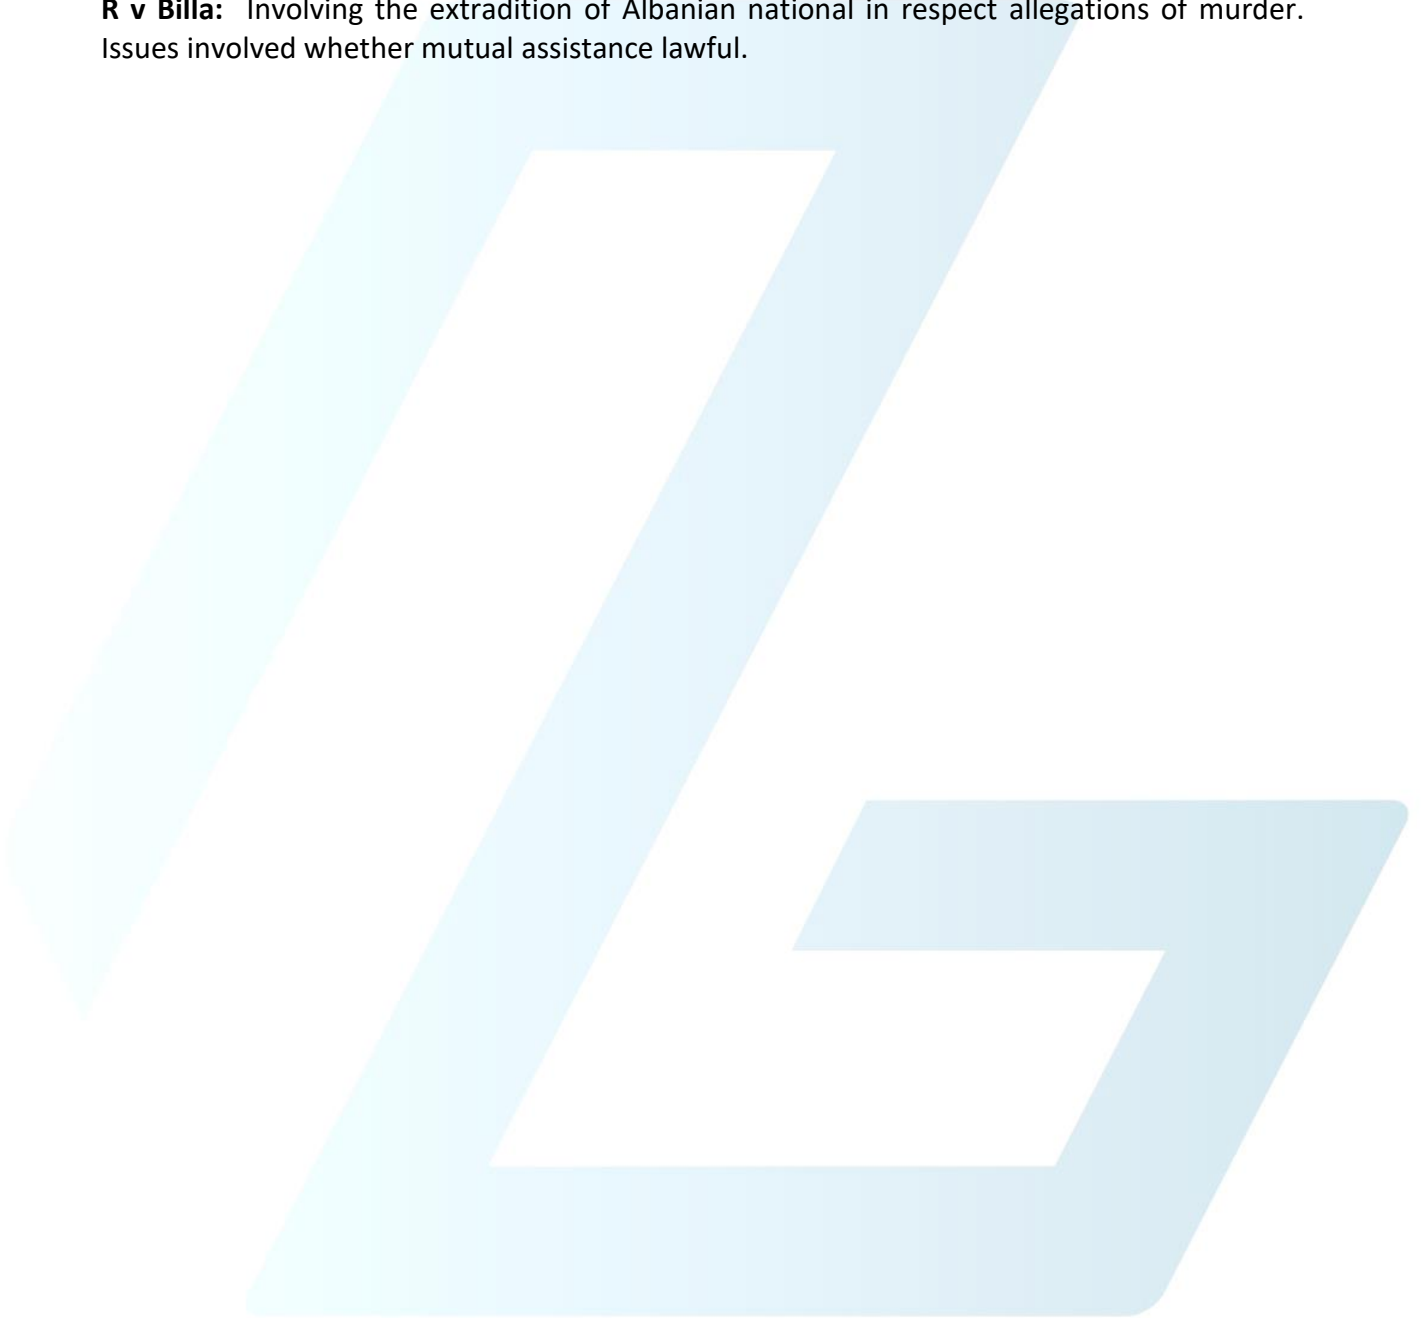 R v Billa: Involving the extradition of Albanian national in respect allegations of murder.
Issues involved whether mutual assistance lawful.